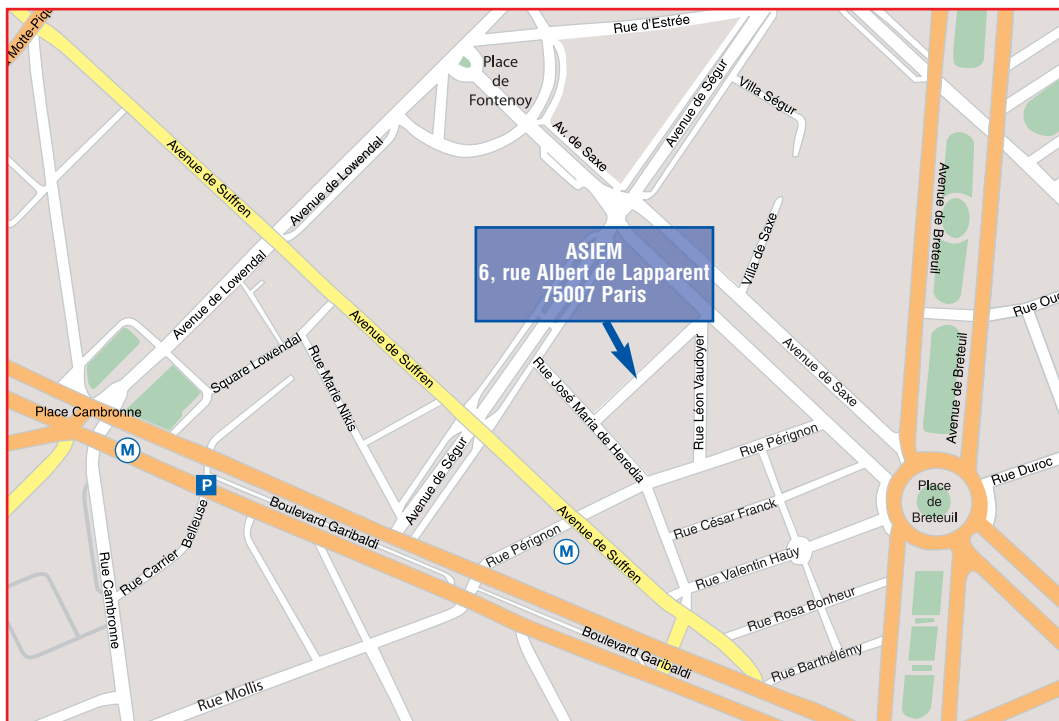 Motte-Piqu
Rue d'Estrée
Place
de
Fontenoy
Avenue de Ségur
Villa Ségur
Av. de Saxe
Avenue de Suffren
Avenue de Lowendal
Avenue de Breteuil
ASIEM
6, rue Albert de Lapparent
75007 Paris
Villa de Saxe
Avenue de Lowendal
Rue Oud
Avenue de Suffren
Avenue de Saxe
Avenue de Breteuil
Square Lowendal
Rue Marie Nikis
Rue José Maria de Heredia
Rue Léon Vaudoyer
Place Cambronne
M
Rue Pérignon
Avenue de Ségur
P
Rue Duroc
Place
de
Breteuil
Boulevard Garibaldi
Rue César Franck
Avenue de Suffren
Rue Pérignon
M
Rue Carrier - Belleuse
Rue Cambronne
Rue Valentin Haüy
Rue Rosa Bonheur
Boulevard Garibaldi
Rue Barthélémy
Rue Mollis